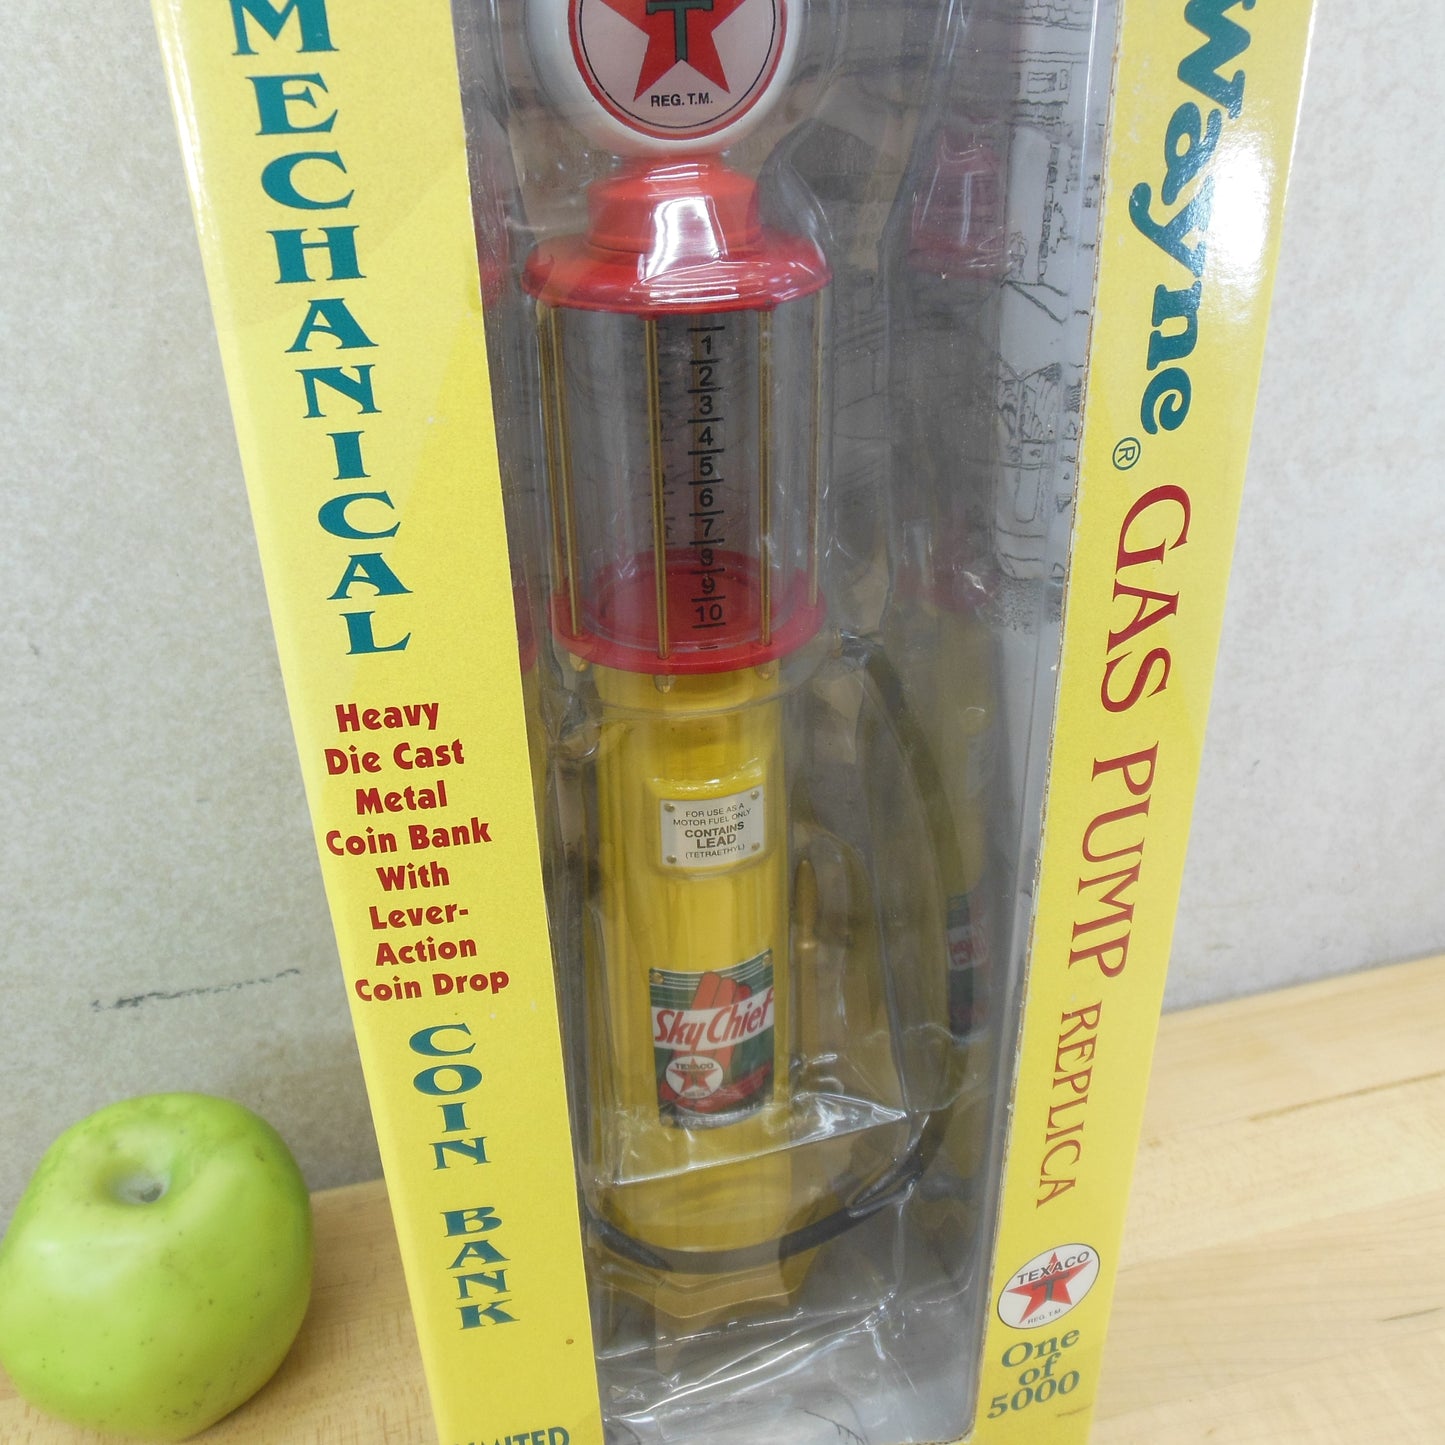 MECHANICAL
Heavy
Die Cast
Metal
Coin Bank
With
Lever-
Action
Coin Drop
COIN BANK
T
REG. T.M.
1
2
3
4
5
6
7
8
9
10
FOR USE AS A
MOTOR FUEL ONLY
CONTAINS
LEAD
(TETRAETHYL)
Sky Chief
TEXACO
Wayne® GAS PUMP REPLICA
TEXACO
T
REG. T.M.
One
of
5000